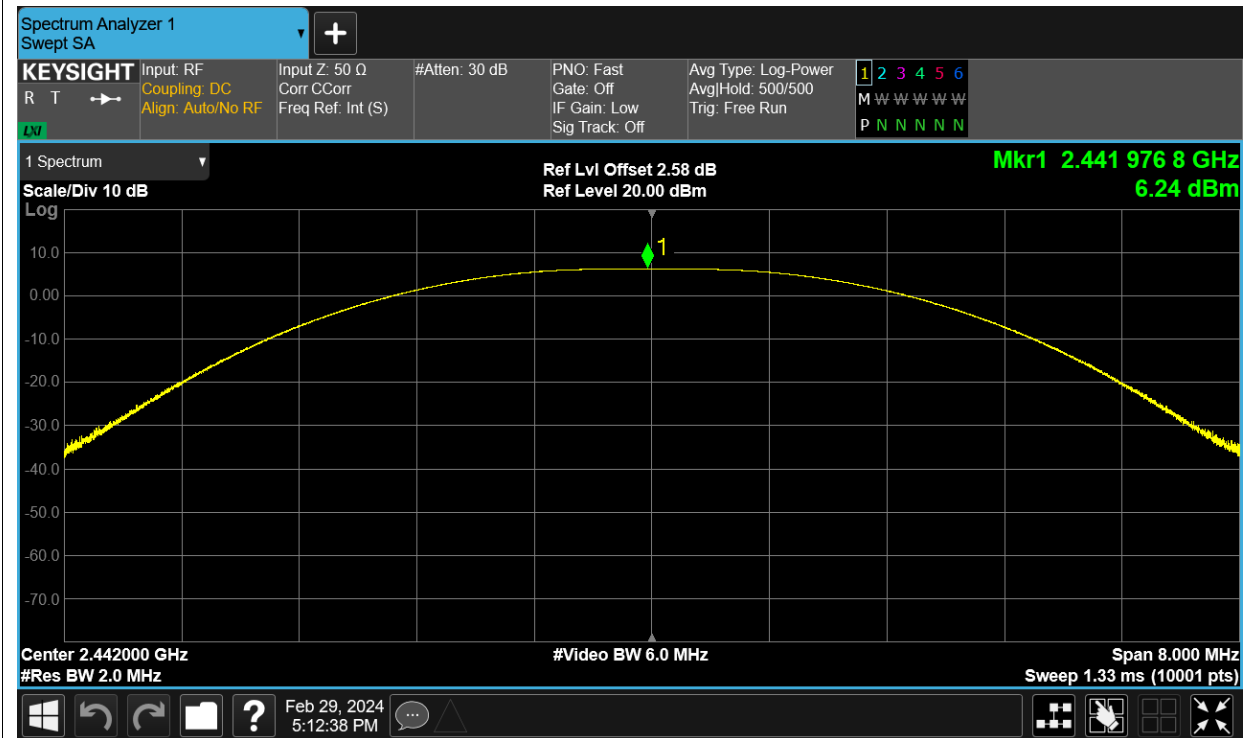 Spectrum Analyzer 1
Swept SA
KEYSIGHT
R T
LXI
Input: RF
Coupling: DC
Align: Auto/No RF
Input Z: 50 Ω
Corr CCorr
Freq Ref: Int (S)
#Atten: 30 dB
PNO: Fast
Gate: Off
IF Gain: Low
Sig Track: Off
Avg Type: Log-Power
Avg|Hold: 500/500
Trig: Free Run
1 2 3 4 5 6
M W W W W W
P N N N N N
1 Spectrum
Scale/Div 10 dB
Ref Lvl Offset 2.58 dB
Ref Level 20.00 dBm
Mkr1 2.441 976 8 GHz
6.24 dBm
Log
1
10.0
0.00
-10.0
-20.0
-30.0
-40.0
-50.0
-60.0
-70.0
Center 2.442000 GHz
#Video BW 6.0 MHz
Span 8.000 MHz
#Res BW 2.0 MHz
Sweep 1.33 ms (10001 pts)
?
Feb 29, 2024
5:12:38 PM